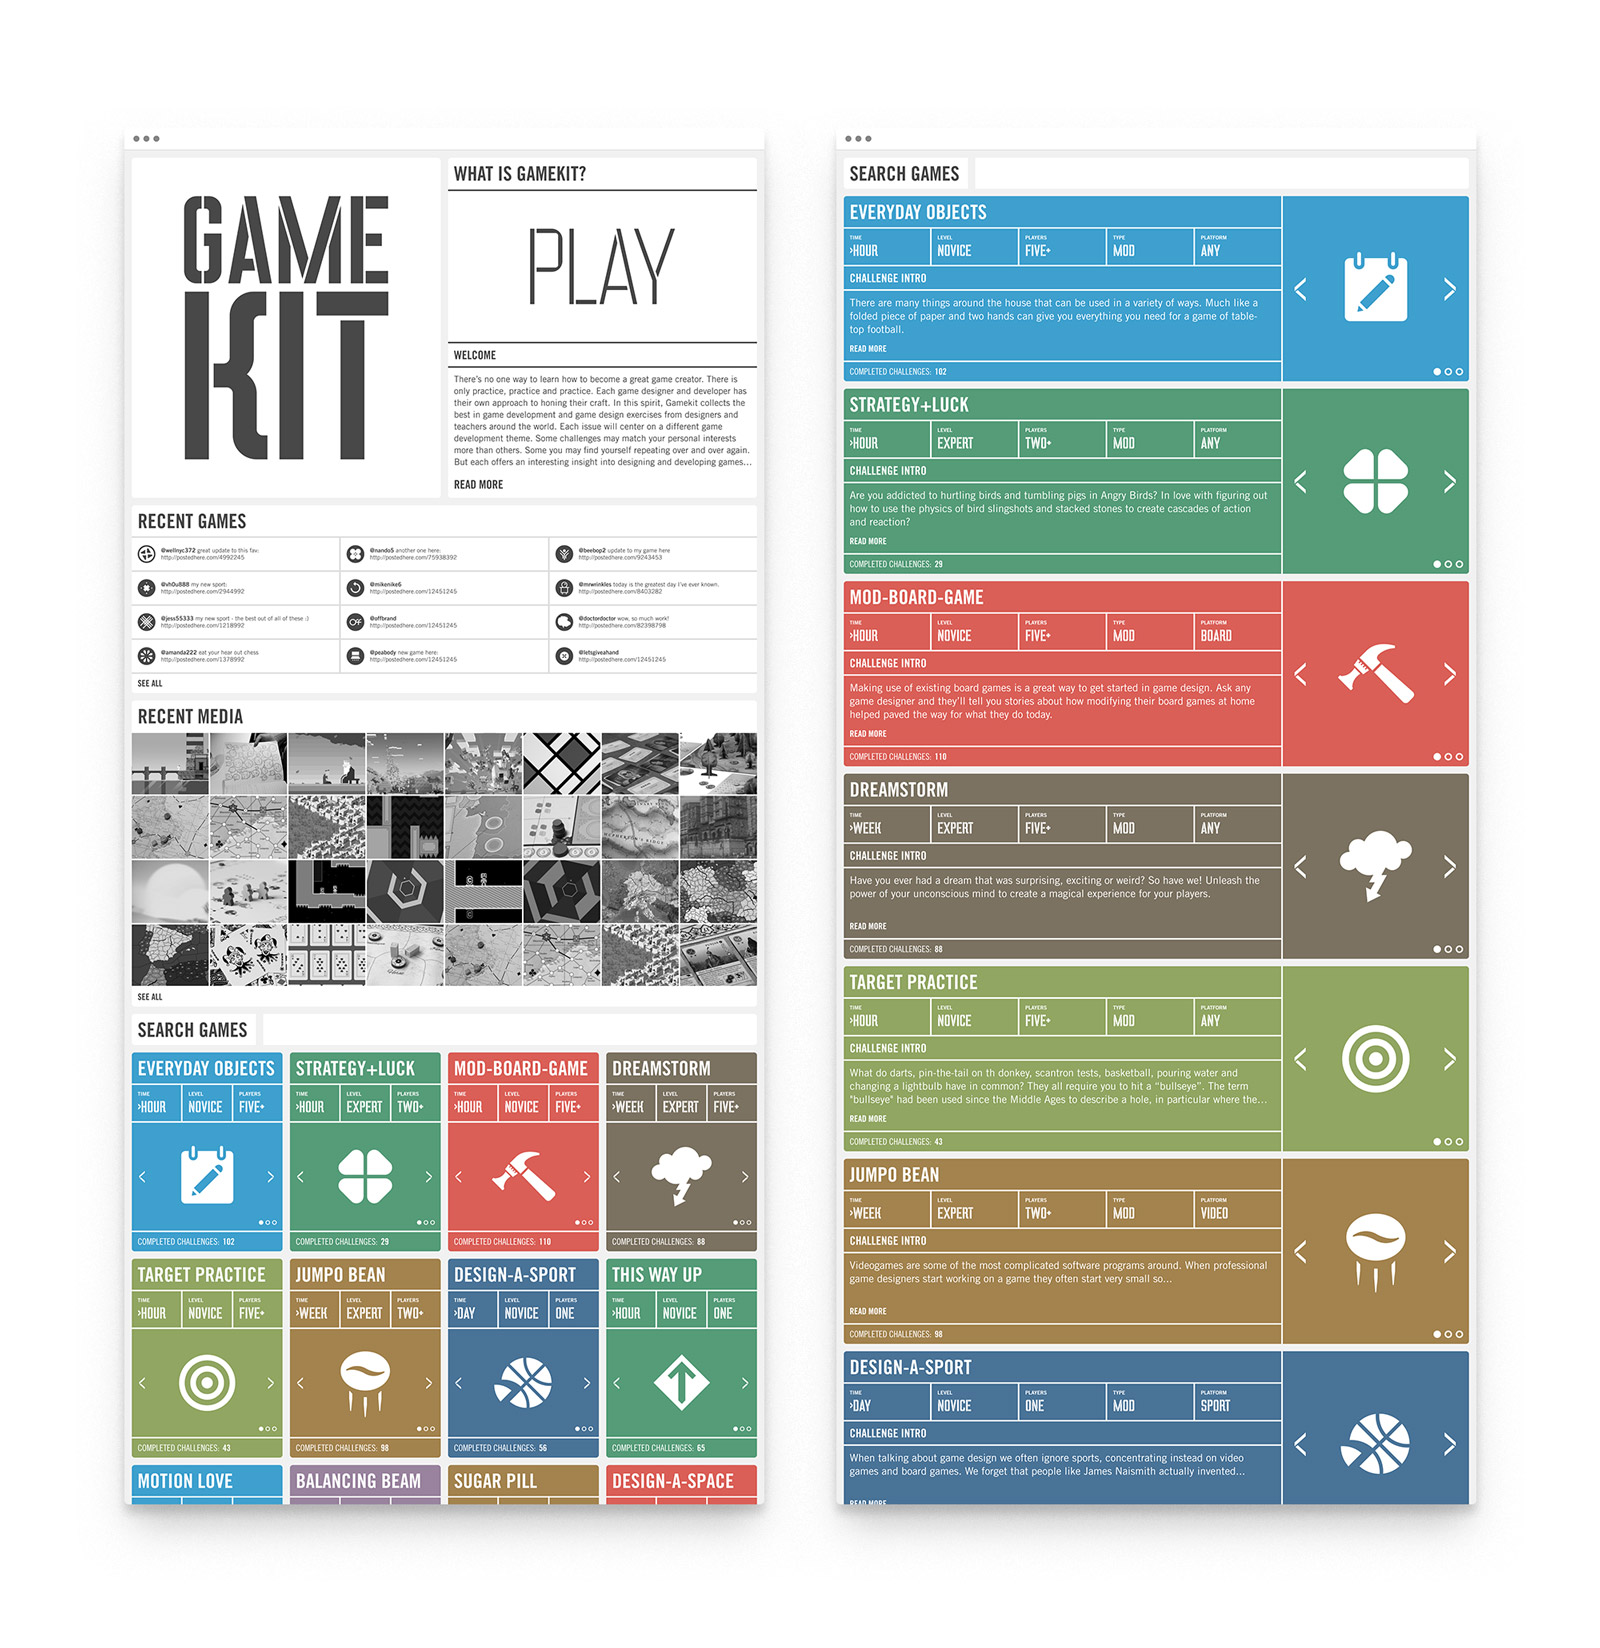 GAME
KIT
WHAT IS GAMEKIT?
PLAY
WELCOME
There's no one way to learn how to become a great game creator. There is
only practice, practice and practice. Each game designer and developer has
their own approach to honing their craft. In this spirit, Gamekit collects the
best in game development and game design exercises from designers and
teachers around the world. Each issue will center on a different game
development theme. Some challenges may match your personal interests
more than others. Some you may find yourself repeating over and over again.
But each offers an interesting insight into designing and developing games...
READ MORE
RECENT GAMES
@wellnyc372 great update to this fav:
http://postedhere.com/4992245
@nando5 another one here:
http://postedhere.com/75938392
@beebop2 update to my game here
http://postedhere.com/9243453
@vh0u888 my new sport:
http://postedhere.com/2944992
@mikenike6
http://postedhere.com/12451245
@mrwrinkles today is the greatest day I've ever known.
http://postedhere.com/8403282
@jess55333 my new sport - the best out of all of these :)
http://postedhere.com/1218992
@offbrand
http://postedhere.com/12451245
@doctordoctor wow, so much work!
http://postedhere.com/82398798
@amanda222 eat your hear out chess
http://postedhere.com/1378992
@peabody new game here:
http://postedhere.com/12451245
@letsgiveahand
http://postedhere.com/12451245
SEE ALL
RECENT MEDIA
SEE ALL
SEARCH GAMES
EVERYDAY OBJECTS
TIME LEVEL PLAYERS
>HOUR NOVICE FIVE+
COMPLETED CHALLENGES: 102
STRATEGY+LUCK
TIME LEVEL PLAYERS
>HOUR EXPERT TWO+
COMPLETED CHALLENGES: 29
MOD-BOARD-GAME
TIME LEVEL PLAYERS
>HOUR NOVICE FIVE+
COMPLETED CHALLENGES: 110
DREAMSTORM
TIME LEVEL PLAYERS
>WEEK EXPERT FIVE+
COMPLETED CHALLENGES: 88
TARGET PRACTICE
TIME LEVEL PLAYERS
>HOUR NOVICE FIVE+
COMPLETED CHALLENGES: 43
JUMPO BEAN
TIME LEVEL PLAYERS
>WEEK EXPERT TWO+
COMPLETED CHALLENGES: 98
DESIGN-A-SPORT
TIME LEVEL PLAYERS
>DAY NOVICE ONE
COMPLETED CHALLENGES: 56
THIS WAY UP
TIME LEVEL PLAYERS
>HOUR NOVICE ONE
COMPLETED CHALLENGES: 65
MOTION LOVE
BALANCING BEAM
SUGAR PILL
DESIGN-A-SPACE
SEARCH GAMES
EVERYDAY OBJECTS
TIME LEVEL PLAYERS TYPE PLATFORM
>HOUR NOVICE FIVE+ MOD ANY
CHALLENGE INTRO
There are many things around the house that can be used in a variety of ways. Much like a
folded piece of paper and two hands can give you everything you need for a game of table-
top football.
READ MORE
COMPLETED CHALLENGES: 102
STRATEGY+LUCK
TIME LEVEL PLAYERS TYPE PLATFORM
>HOUR EXPERT TWO+ MOD ANY
CHALLENGE INTRO
Are you addicted to hurtling birds and tumbling pigs in Angry Birds? In love with figuring out
how to use the physics of bird slingshots and stacked stones to create cascades of action
and reaction?
READ MORE
COMPLETED CHALLENGES: 29
MOD-BOARD-GAME
TIME LEVEL PLAYERS TYPE PLATFORM
>HOUR NOVICE FIVE+ MOD BOARD
CHALLENGE INTRO
Making use of existing board games is a great way to get started in game design. Ask any
game designer and they'll tell you stories about how modifying their board games at home
helped paved the way for what they do today.
READ MORE
COMPLETED CHALLENGES: 110
DREAMSTORM
TIME LEVEL PLAYERS TYPE PLATFORM
>WEEK EXPERT FIVE+ MOD ANY
CHALLENGE INTRO
Have you ever had a dream that was surprising, exciting or weird? So have we! Unleash the
power of your unconscious mind to create a magical experience for your players.
READ MORE
COMPLETED CHALLENGES: 88
TARGET PRACTICE
TIME LEVEL PLAYERS TYPE PLATFORM
>HOUR NOVICE FIVE+ MOD ANY
CHALLENGE INTRO
What do darts, pin-the-tail on th donkey, scantron tests, basketball, pouring water and
changing a lightbulb have in common? They all require you to hit a “bullseye”. The term
"bullseye" had been used since the Middle Ages to describe a hole, in particular where the...
READ MORE
COMPLETED CHALLENGES: 43
JUMPO BEAN
TIME LEVEL PLAYERS TYPE PLATFORM
>WEEK EXPERT TWO+ MOD VIDEO
CHALLENGE INTRO
Videogames are some of the most complicated software programs around. When professional
game designers start working on a game they often start very small so...
READ MORE
COMPLETED CHALLENGES: 98
DESIGN-A-SPORT
TIME LEVEL PLAYERS TYPE PLATFORM
>DAY NOVICE ONE MOD SPORT
CHALLENGE INTRO
When talking about game design we often ignore sports, concentrating instead on video
games and board games. We forget that people like James Naismith actually invented...
READ MORE